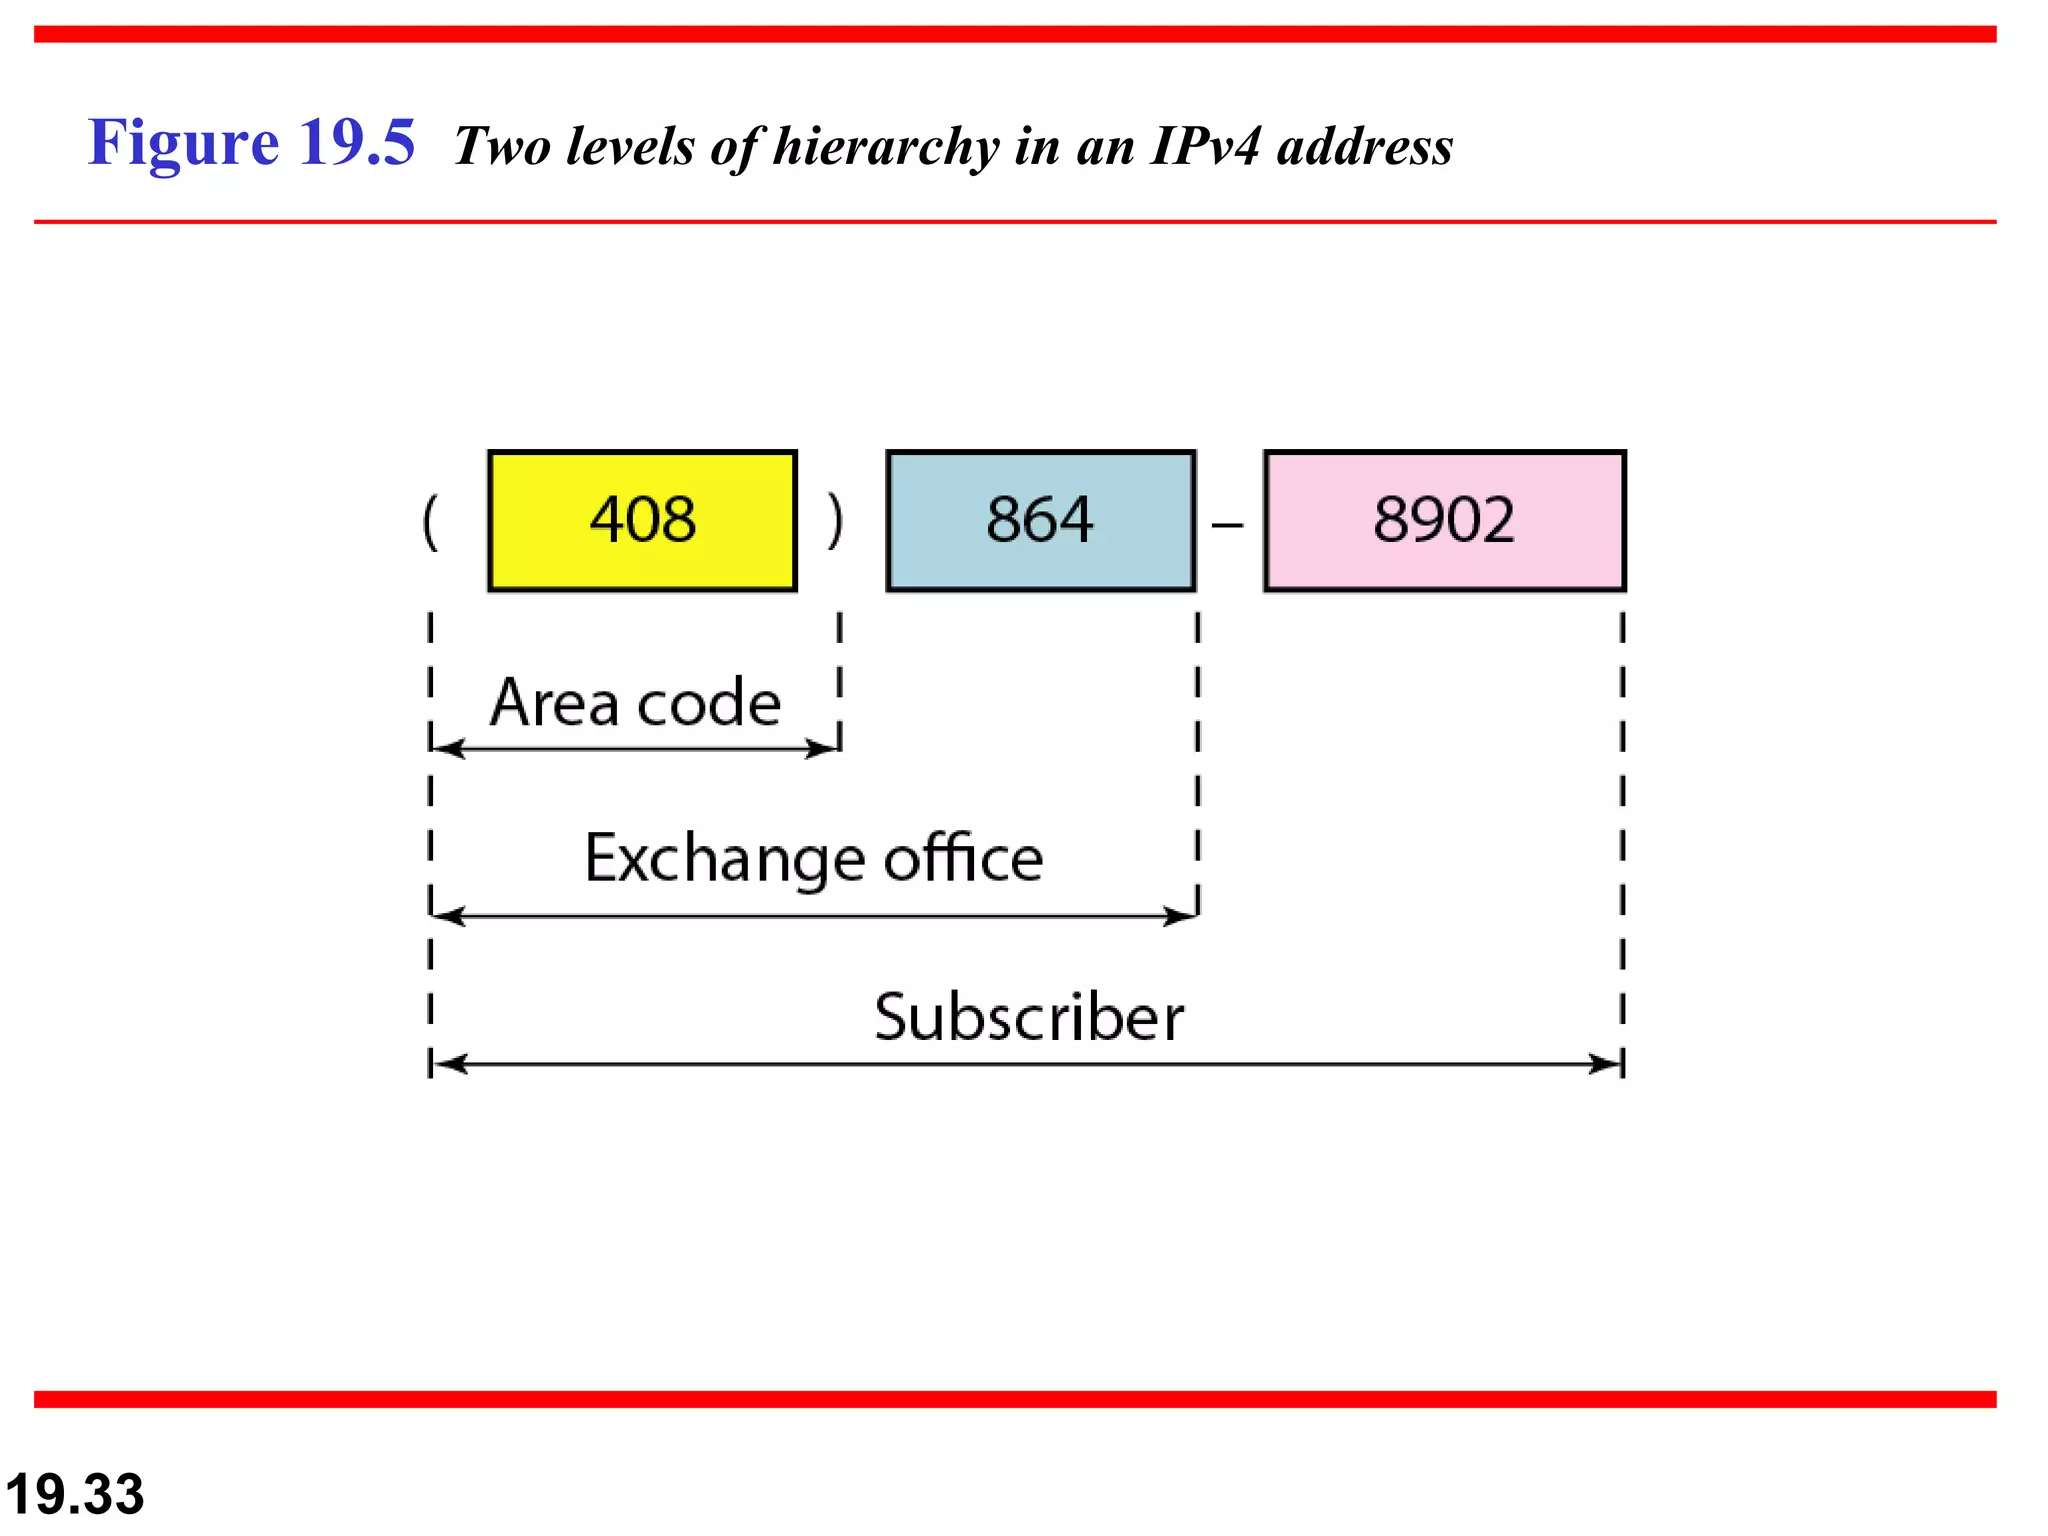 Figure 19.5 Two levels of hierarchy in an IPv4 address
( 408 ) 864 – 8902
Area code
Exchange office
Subscriber
19.33